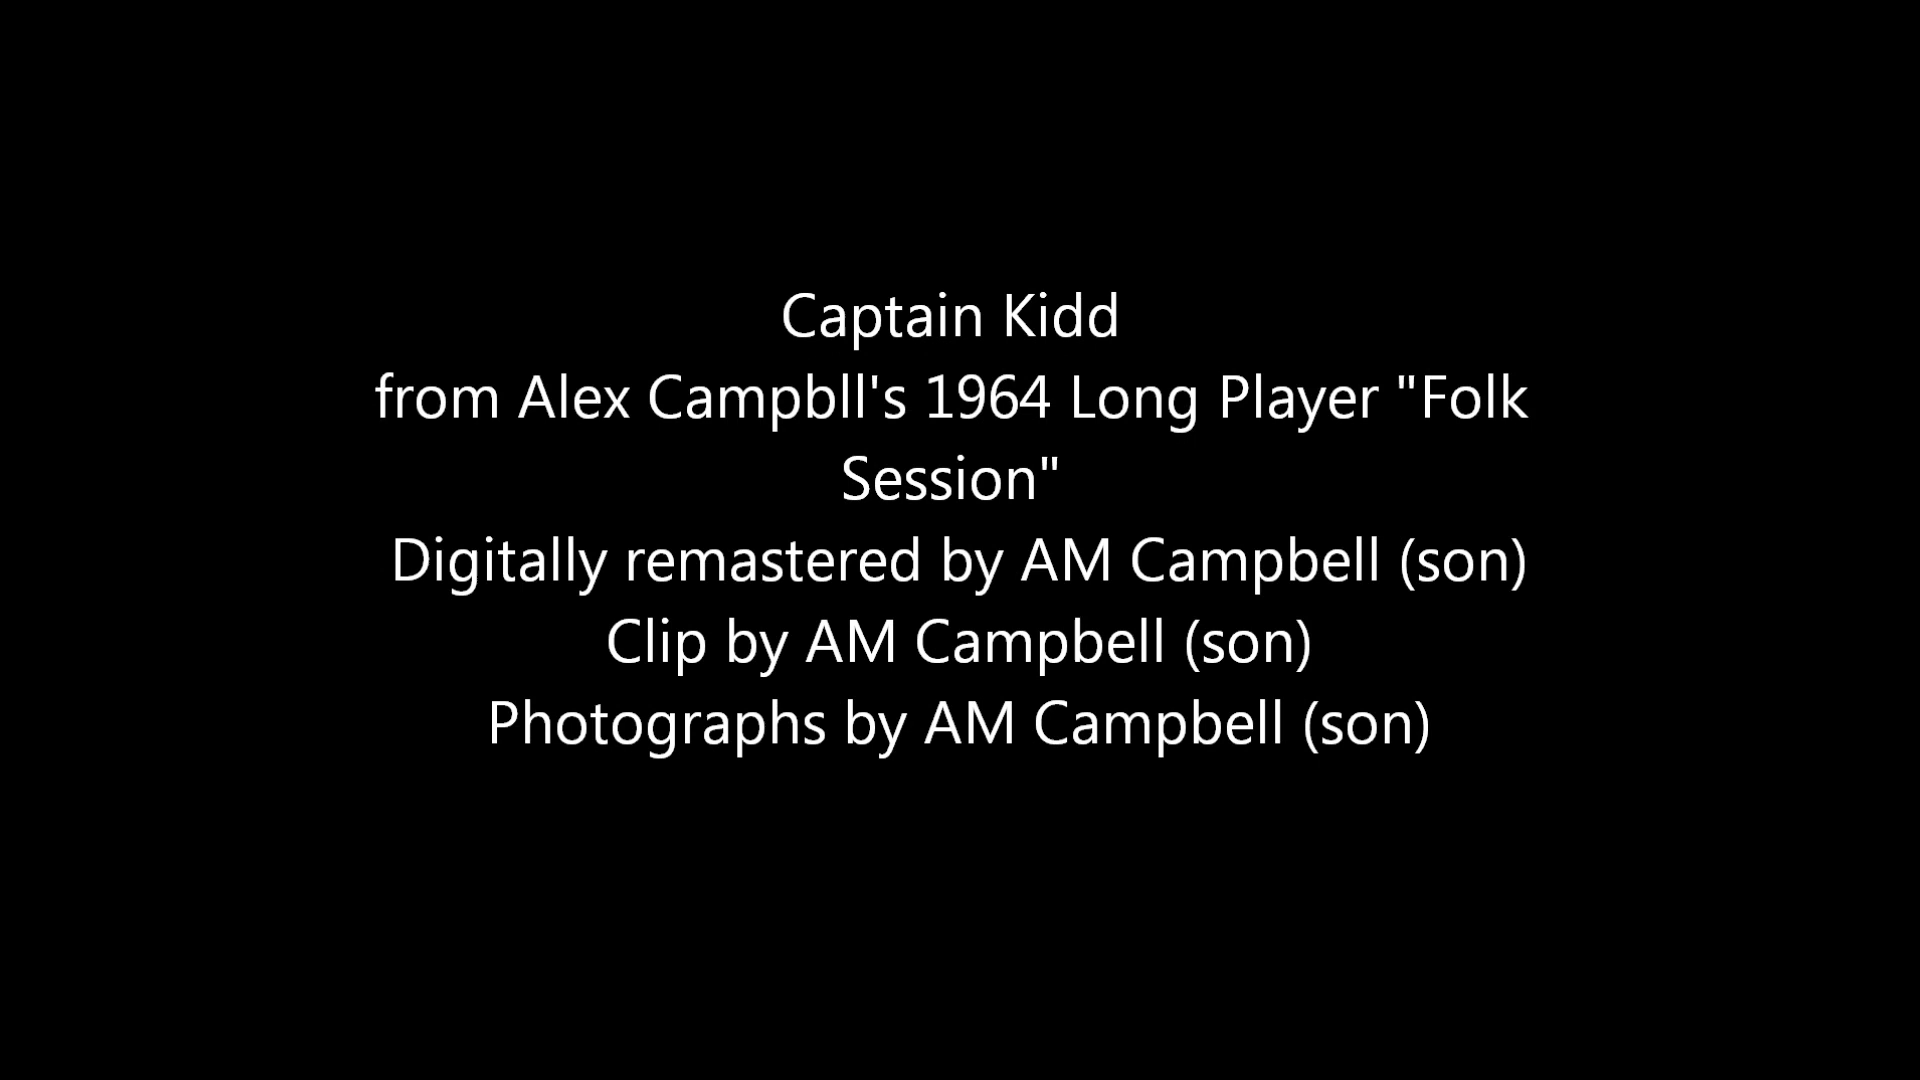 Captain Kidd
from Alex Campbll's 1964 Long Player "Folk
Session"
Digitally remastered by AM Campbell (son)
Clip by AM Campbell (son)
Photographs by AM Campbell (son)